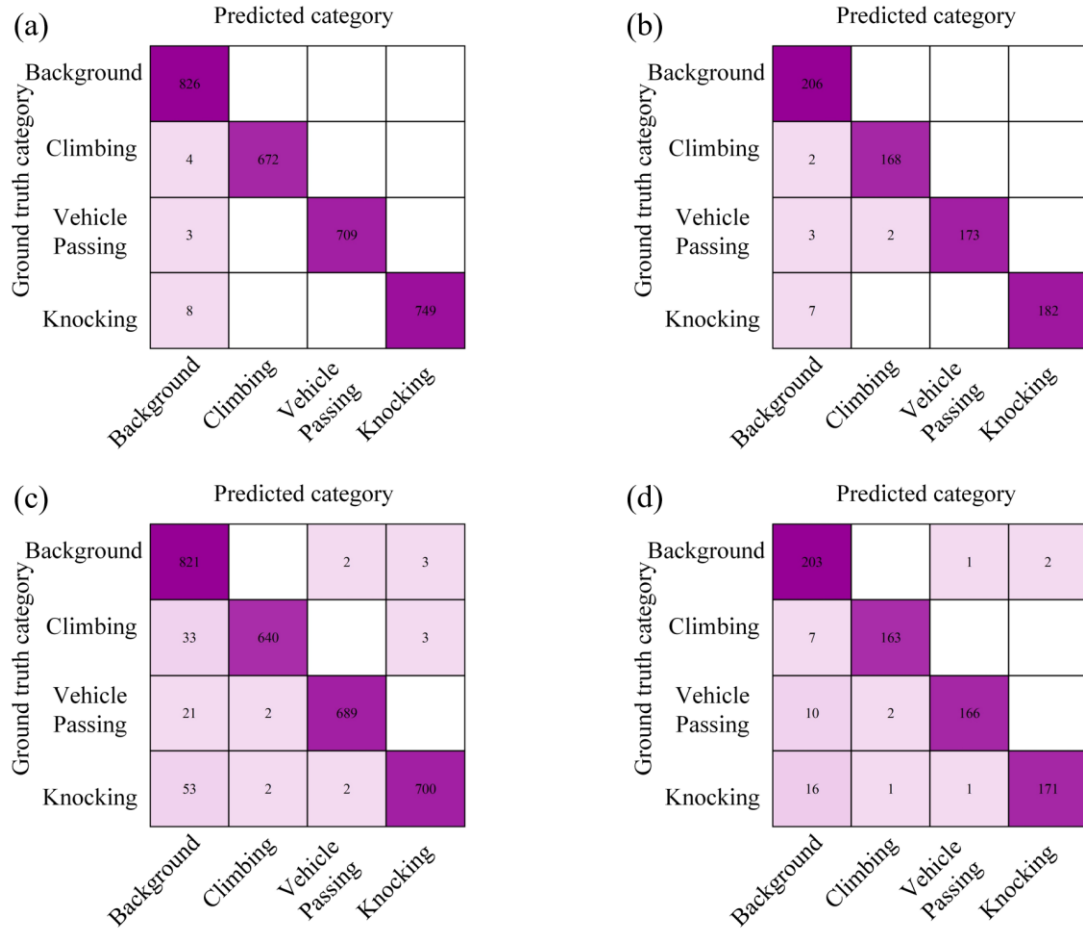 (a)
Predicted category
Ground truth category
Background
826
Climbing
4 672
Vehicle
Passing
3 709
Knocking
8 749
Background
Climbing
Vehicle
Passing
Knocking
(b)
Predicted category
Ground truth category
Background
206
Climbing
2 168
Vehicle
Passing
3 2 173
Knocking
7 182
Background
Climbing
Vehicle
Passing
Knocking
(c)
Predicted category
Ground truth category
Background
821 2 3
Climbing
33 640 3
Vehicle
Passing
21 2 689
Knocking
53 2 2 700
Background
Climbing
Vehicle
Passing
Knocking
(d)
Predicted category
Ground truth category
Background
203 1 2
Climbing
7 163
Vehicle
Passing
10 2 166
Knocking
16 1 1 171
Background
Climbing
Vehicle
Passing
Knocking